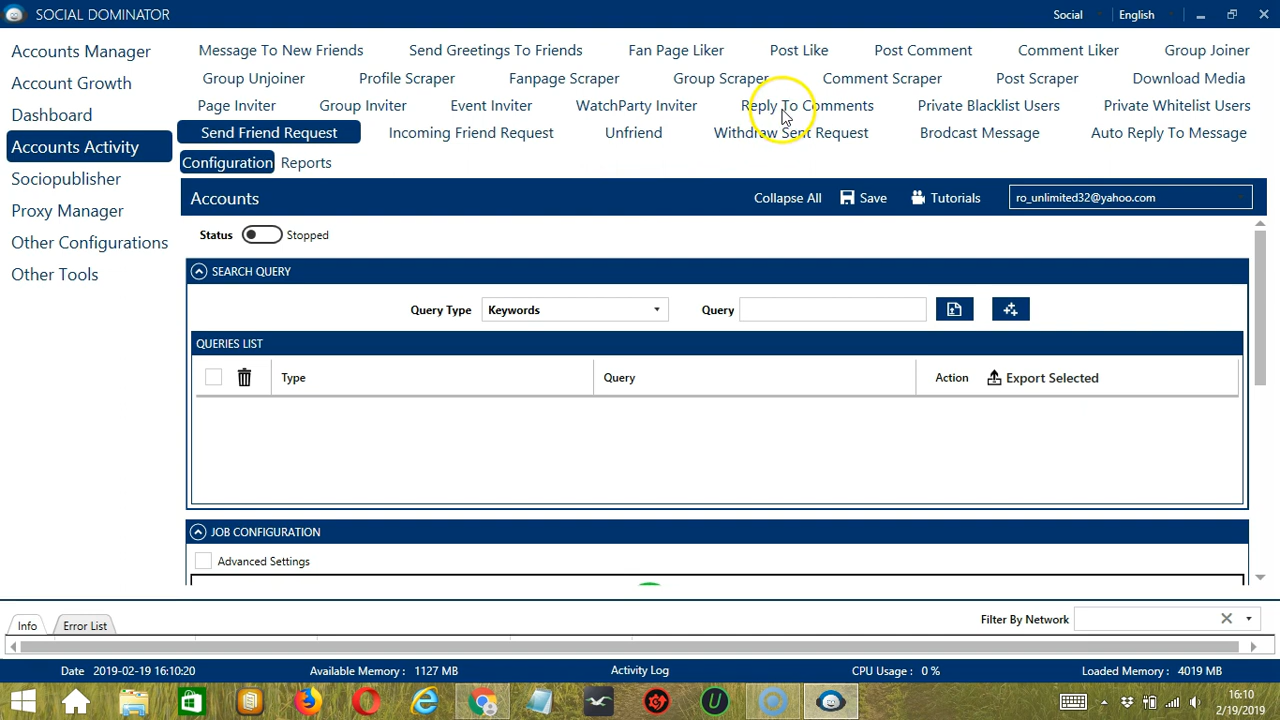 SOCIAL DOMINATOR Social English
Accounts Manager
Account Growth
Dashboard
Accounts Activity
Sociopublisher
Proxy Manager
Other Configurations
Other Tools
Message To New Friends Send Greetings To Friends Fan Page Liker Post Like Post Comment Comment Liker Group Joiner
Group Unjoiner Profile Scraper Fanpage Scraper Group Scraper Comment Scraper Post Scraper Download Media
Page Inviter Group Inviter Event Inviter WatchParty Inviter Reply To Comments Private Blacklist Users Private Whitelist Users
Send Friend Request Incoming Friend Request Unfriend Withdraw Sent Request Brodcast Message Auto Reply To Message
Configuration Reports
Accounts Collapse All Save Tutorials ro_unlimited32@yahoo.com
Status Stopped
SEARCH QUERY
Query Type Keywords Query
QUERIES LIST
Type Query Action Export Selected
JOB CONFIGURATION
Advanced Settings
Info Error List Filter By Network
Date 2019-02-19 16:10:20 Available Memory : 1127 MB Activity Log CPU Usage : 0 % Loaded Memory : 4019 MB
16:10
2/19/2019